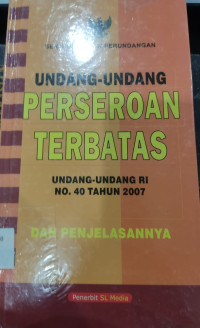 PERUNDANGAN
UNDANG-UNDANG
PERSEROAN
TERBATAS
UNDANG-UNDANG RI
NO. 40 TAHUN 2007
DAN PENJELASANNYA
Penerbit SL Media